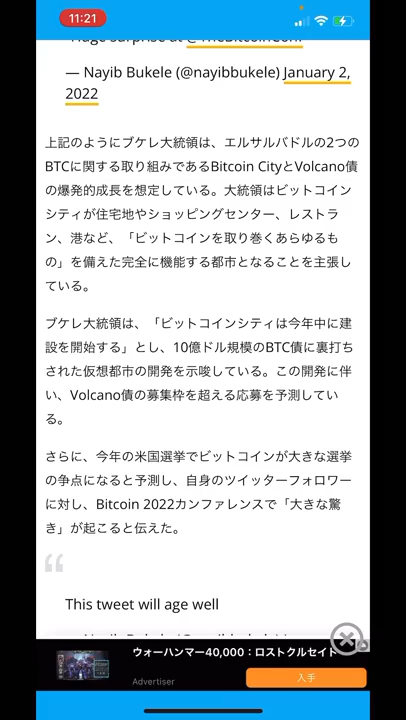 11:21
— Nayib Bukele (@nayibbukele) January 2,
2022
上記のようにブケレ大統領は、エルサルバドルの2つの
BTCに関する取り組みであるBitcoin CityとVolcano債
の爆発的成長を想定している。大統領はビットコイン
シティが住宅地やショッピングセンター、レストラ
ン、港など、「ビットコインを取り巻くあらゆるも
の」を備えた完全に機能する都市となることを主張し
ている。
ブケレ大統領は、「ビットコインシティは今年中に建
設を開始する」とし、10億ドル規模のBTC債に裏打ち
された仮想都市の開発を示唆している。この開発に伴
い、Volcano債の募集枠を超える応募を予測してい
る。
さらに、今年の米国選挙でビットコインが大きな選挙
の争点になると予測し、自身のツイッターフォロワー
に対し、Bitcoin 2022カンファレンスで「大きな驚
き」が起こると伝えた。
“
This tweet will age well
ウォーハンマー40,000：ロストクルセイド
Advertiser
入手